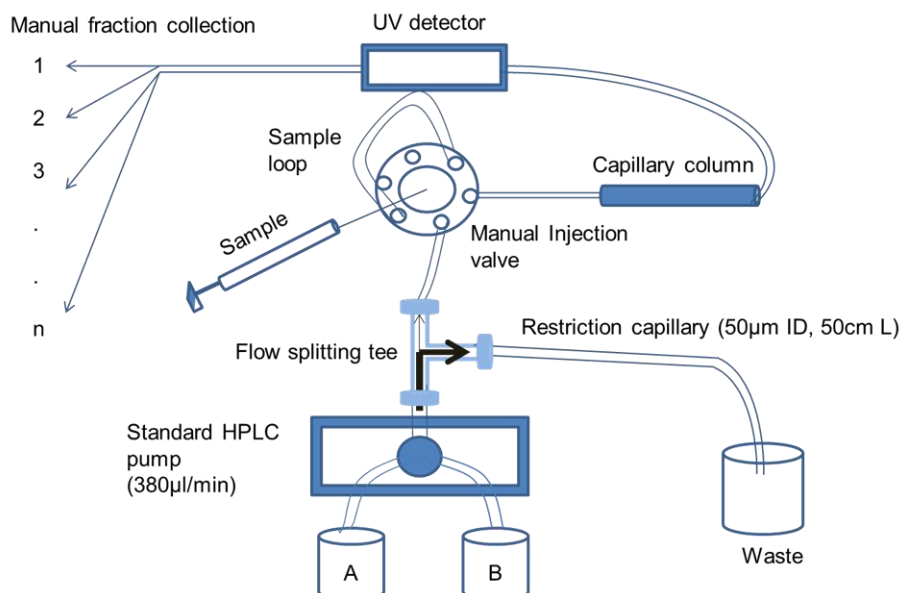 Manual fraction collection
UV detector
1
2
3
.
.
n
Sample
loop
Capillary column
Sample
Manual Injection
valve
Restriction capillary (50µm ID, 50cm L)
Flow splitting tee
Standard HPLC
pump
(380µl/min)
A
B
Waste